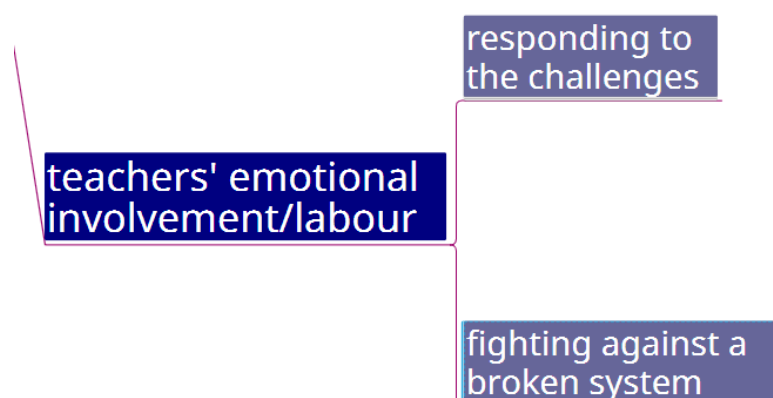 responding to
the challenges
teachers' emotional
involvement/labour
fighting against a
broken system